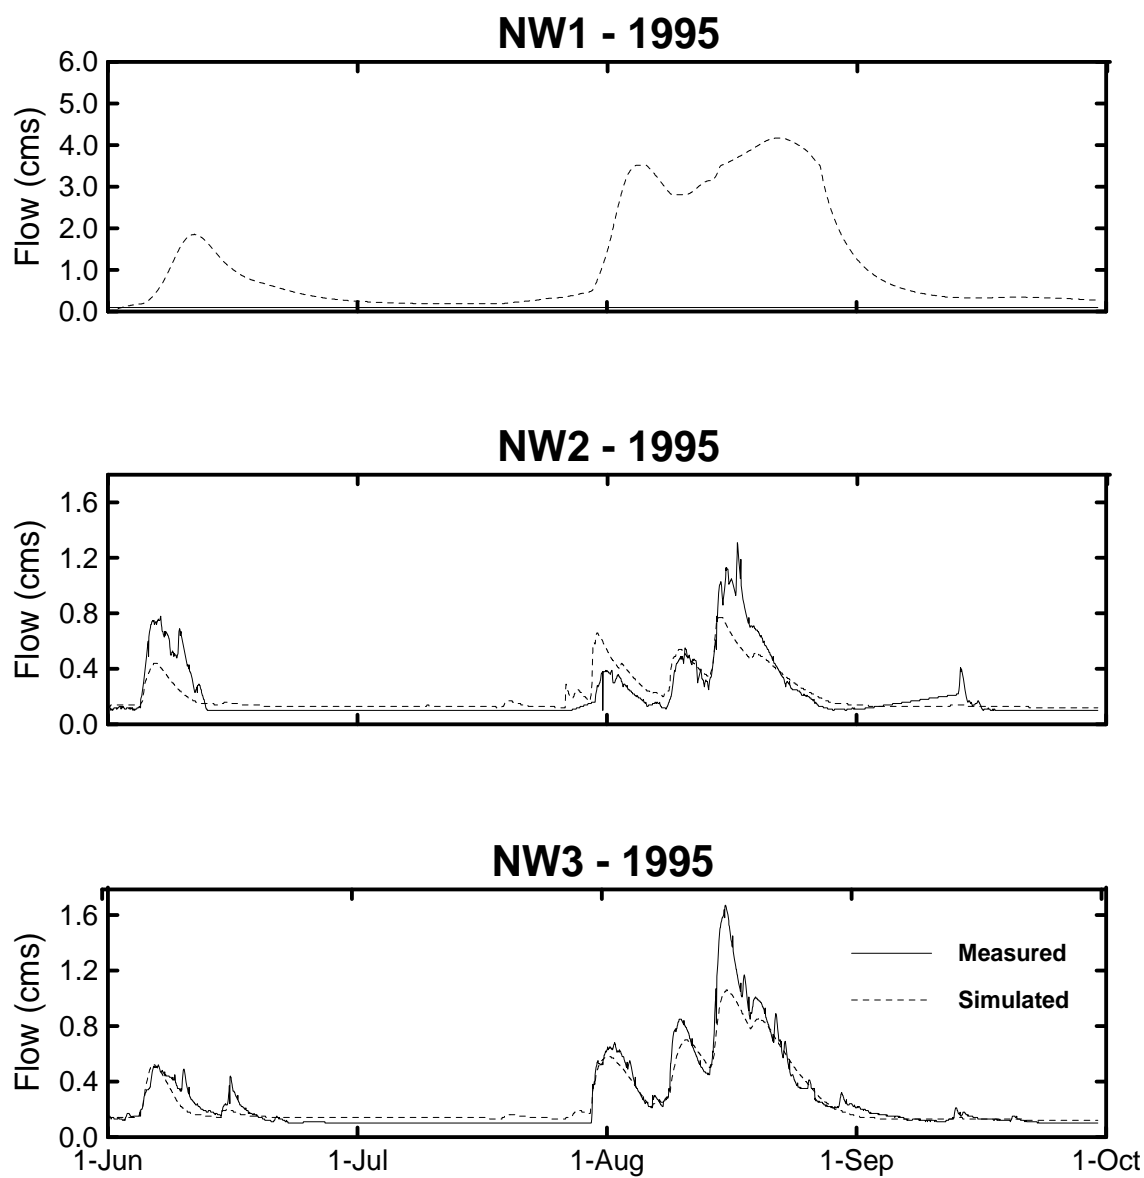 NW1 - 1995
6.0
5.0
4.0
3.0
2.0
1.0
0.0
Flow (cms)
NW2 - 1995
1.6
1.2
0.8
0.4
0.0
Flow (cms)
NW3 - 1995
1.6
1.2
0.8
0.4
0.0
Flow (cms)
Measured
Simulated
1-Jun 1-Jul 1-Aug 1-Sep 1-Oct